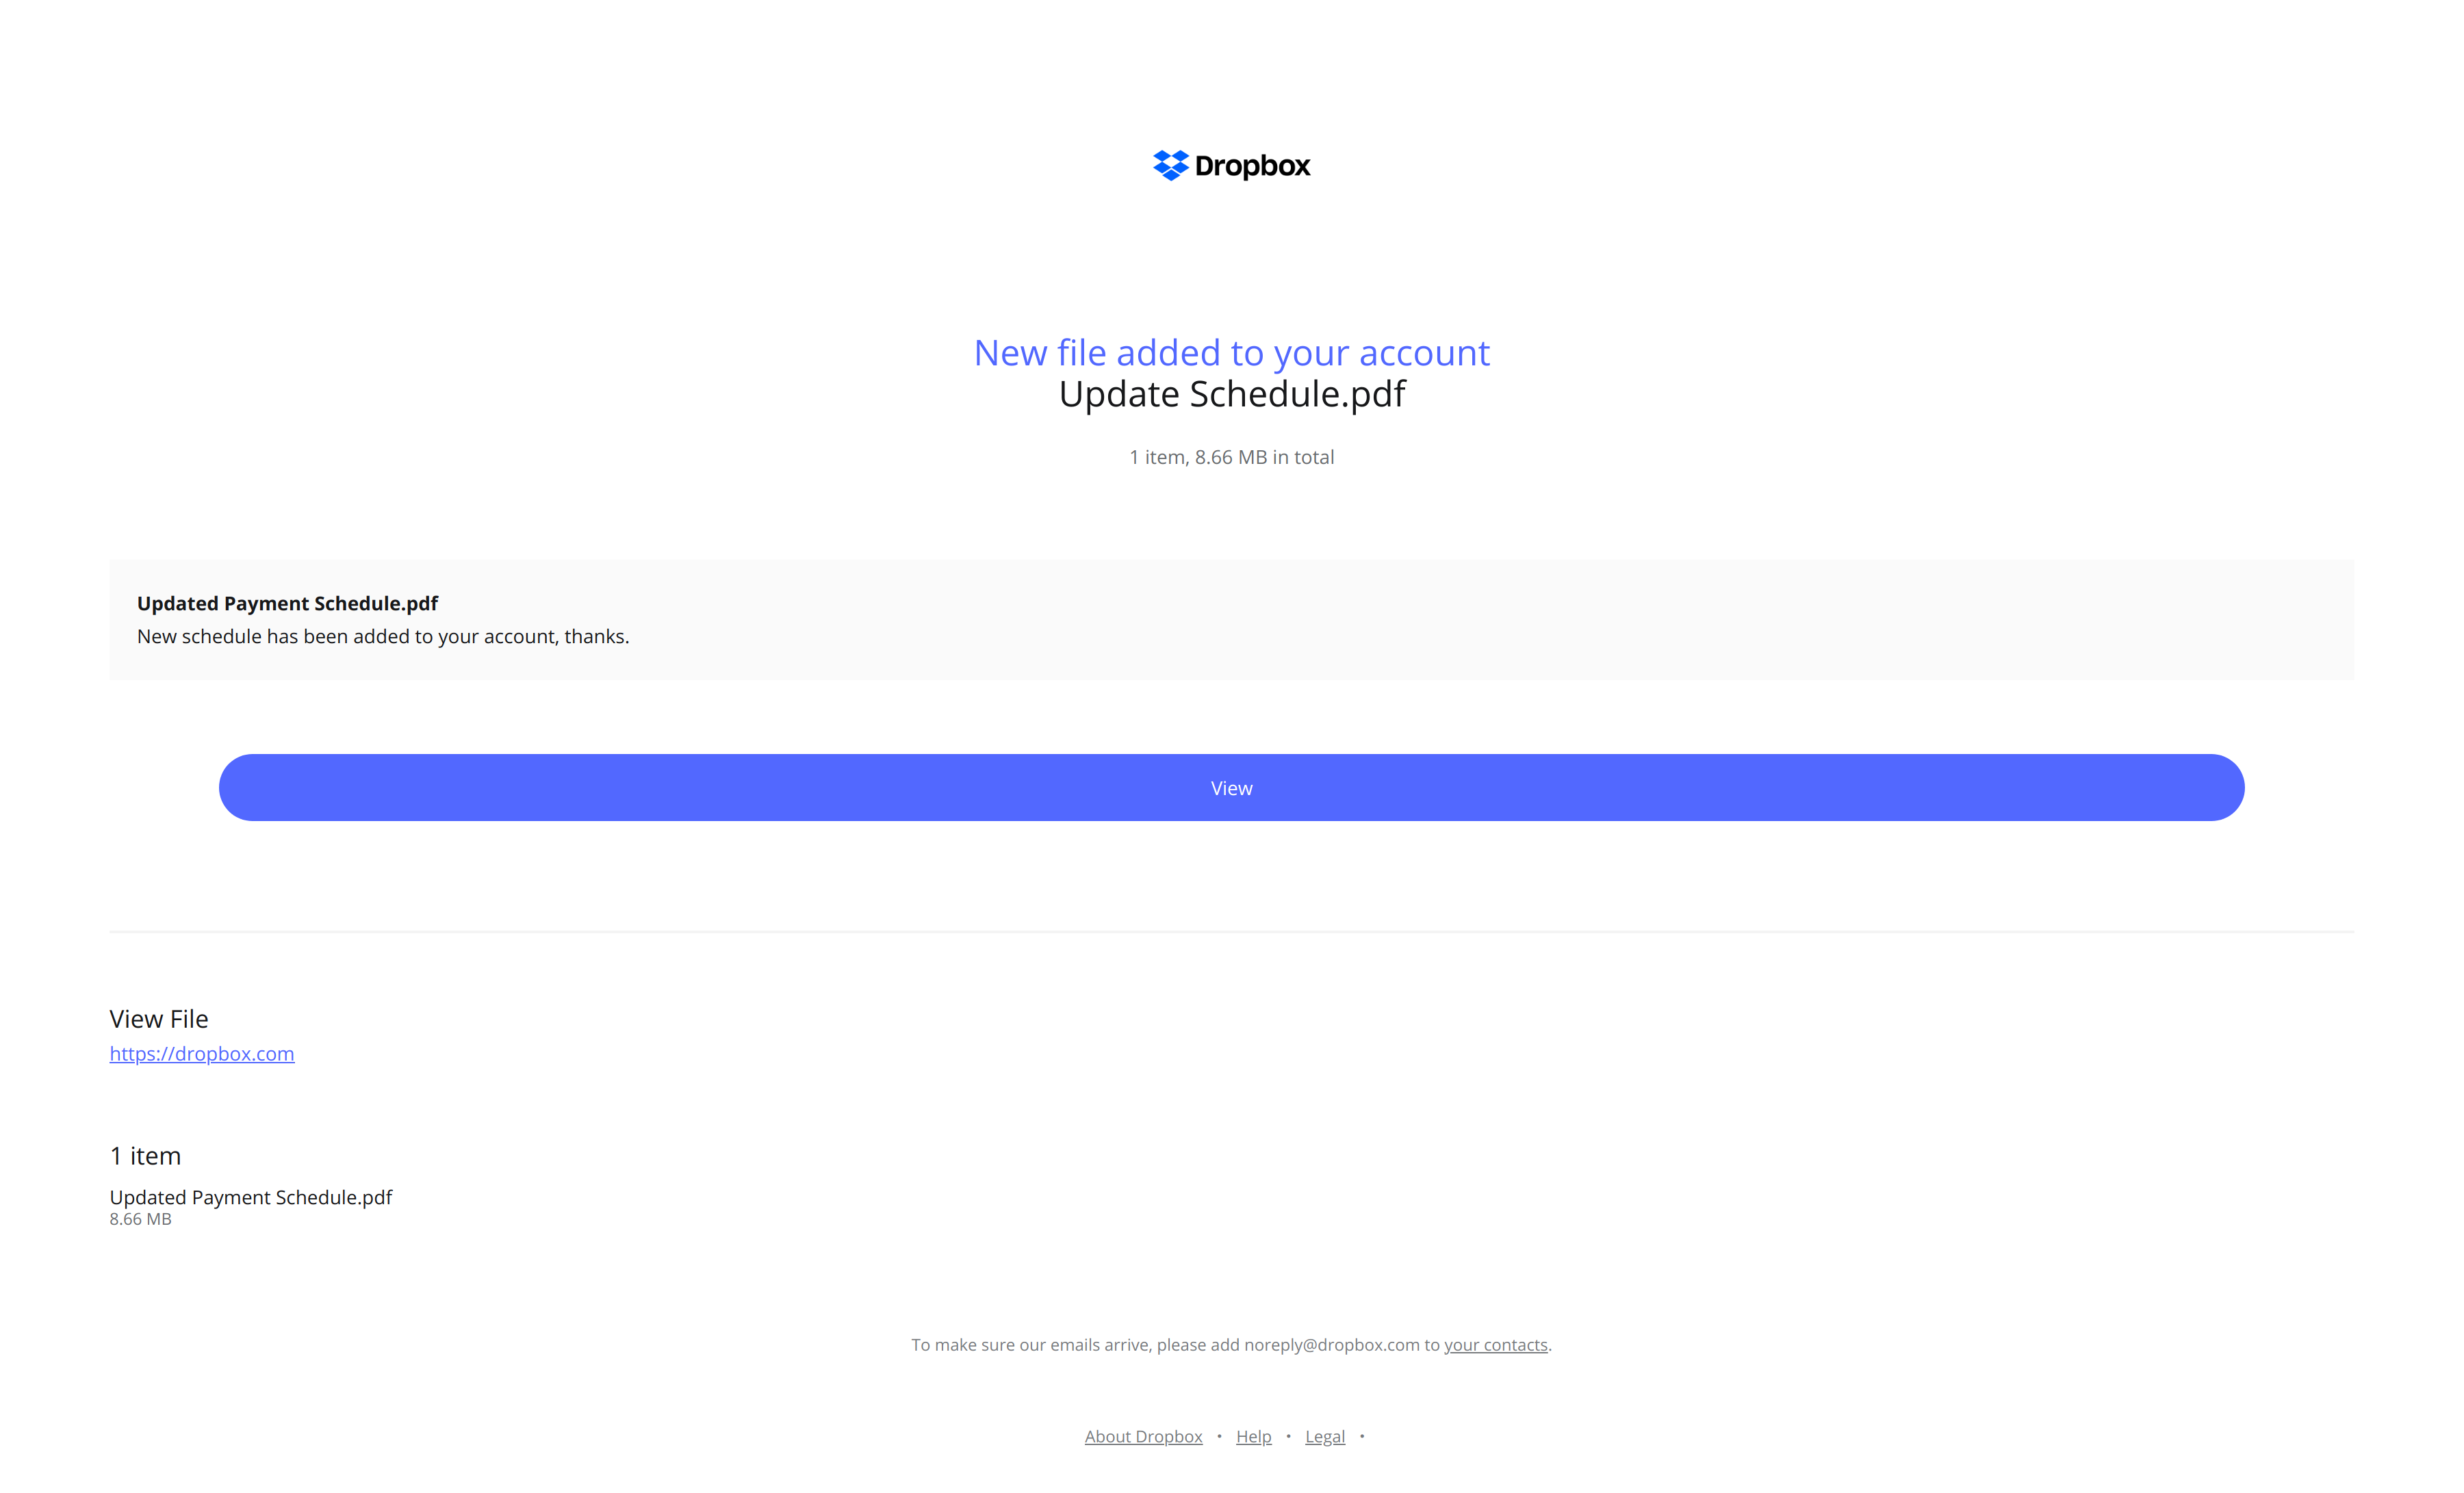 Dropbox
New file added to your account
Update Schedule.pdf
1 item, 8.66 MB in total
Updated Payment Schedule.pdf
New schedule has been added to your account, thanks.
View
View File
https://dropbox.com
1 item
Updated Payment Schedule.pdf
8.66 MB
To make sure our emails arrive, please add noreply@dropbox.com to your contacts.
About Dropbox • Help • Legal •